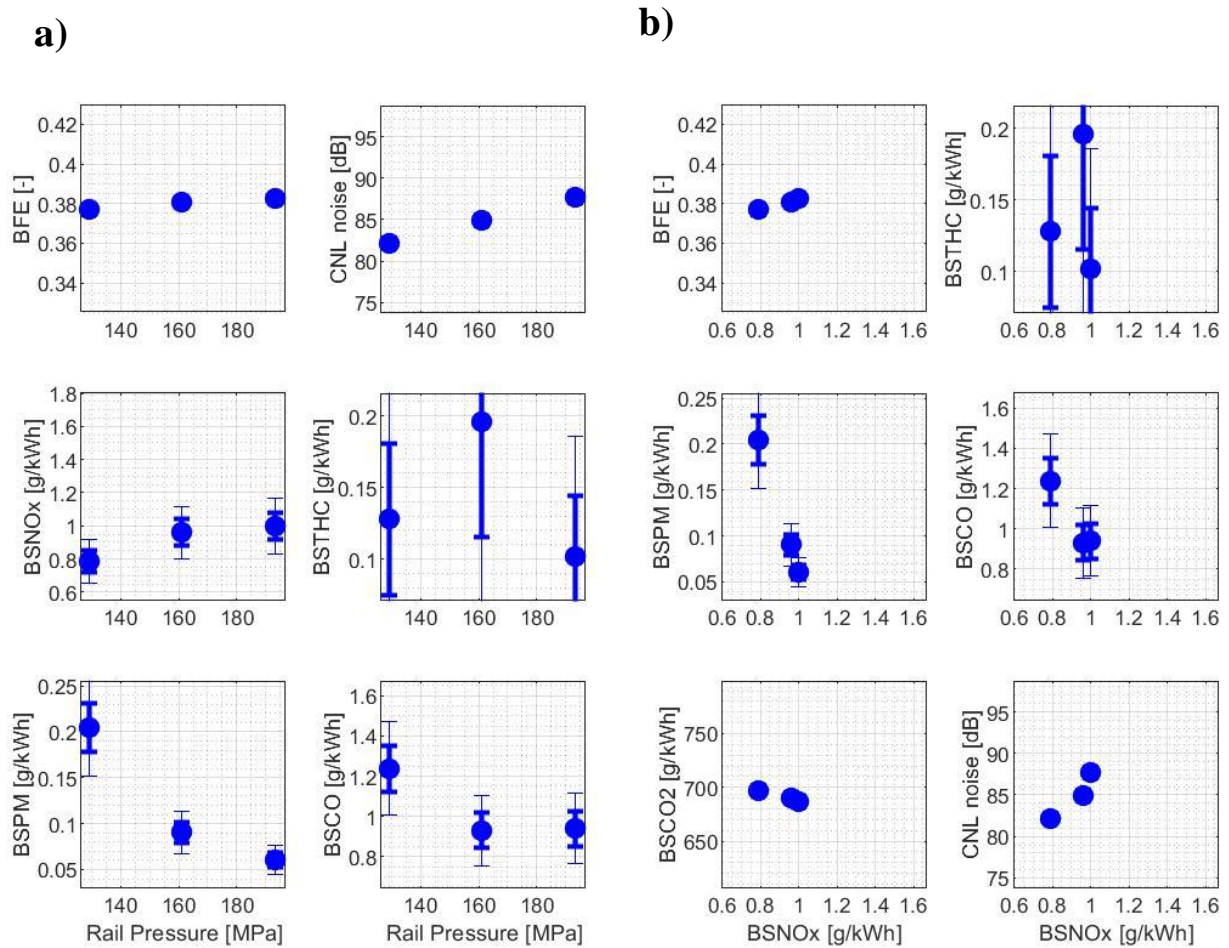 a)
b)
0.42
0.4
0.38
0.36
0.34
BFE [-]
140 160 180
95
90
85
80
75
CNL noise [dB]
140 160 180
0.42
0.4
0.38
0.36
0.34
BFE [-]
0.6 0.8 1 1.2 1.4 1.6
0.2
0.15
0.1
BSTHC [g/kWh]
0.6 0.8 1 1.2 1.4 1.6
1.8
1.6
1.4
1.2
1
0.8
0.6
BSNOx [g/kWh]
140 160 180
0.2
0.15
0.1
BSTHC [g/kWh]
140 160 180
0.25
0.2
0.15
0.1
0.05
BSPM [g/kWh]
0.6 0.8 1 1.2 1.4 1.6
1.6
1.4
1.2
1
0.8
BSCO [g/kWh]
0.6 0.8 1 1.2 1.4 1.6
0.25
0.2
0.15
0.1
0.05
BSPM [g/kWh]
140 160 180
Rail Pressure [MPa]
1.6
1.4
1.2
1
0.8
BSCO [g/kWh]
140 160 180
Rail Pressure [MPa]
750
700
650
BSCO2 [g/kWh]
0.6 0.8 1 1.2 1.4 1.6
BSNOx [g/kWh]
95
90
85
80
75
CNL noise [dB]
0.6 0.8 1 1.2 1.4 1.6
BSNOx [g/kWh]